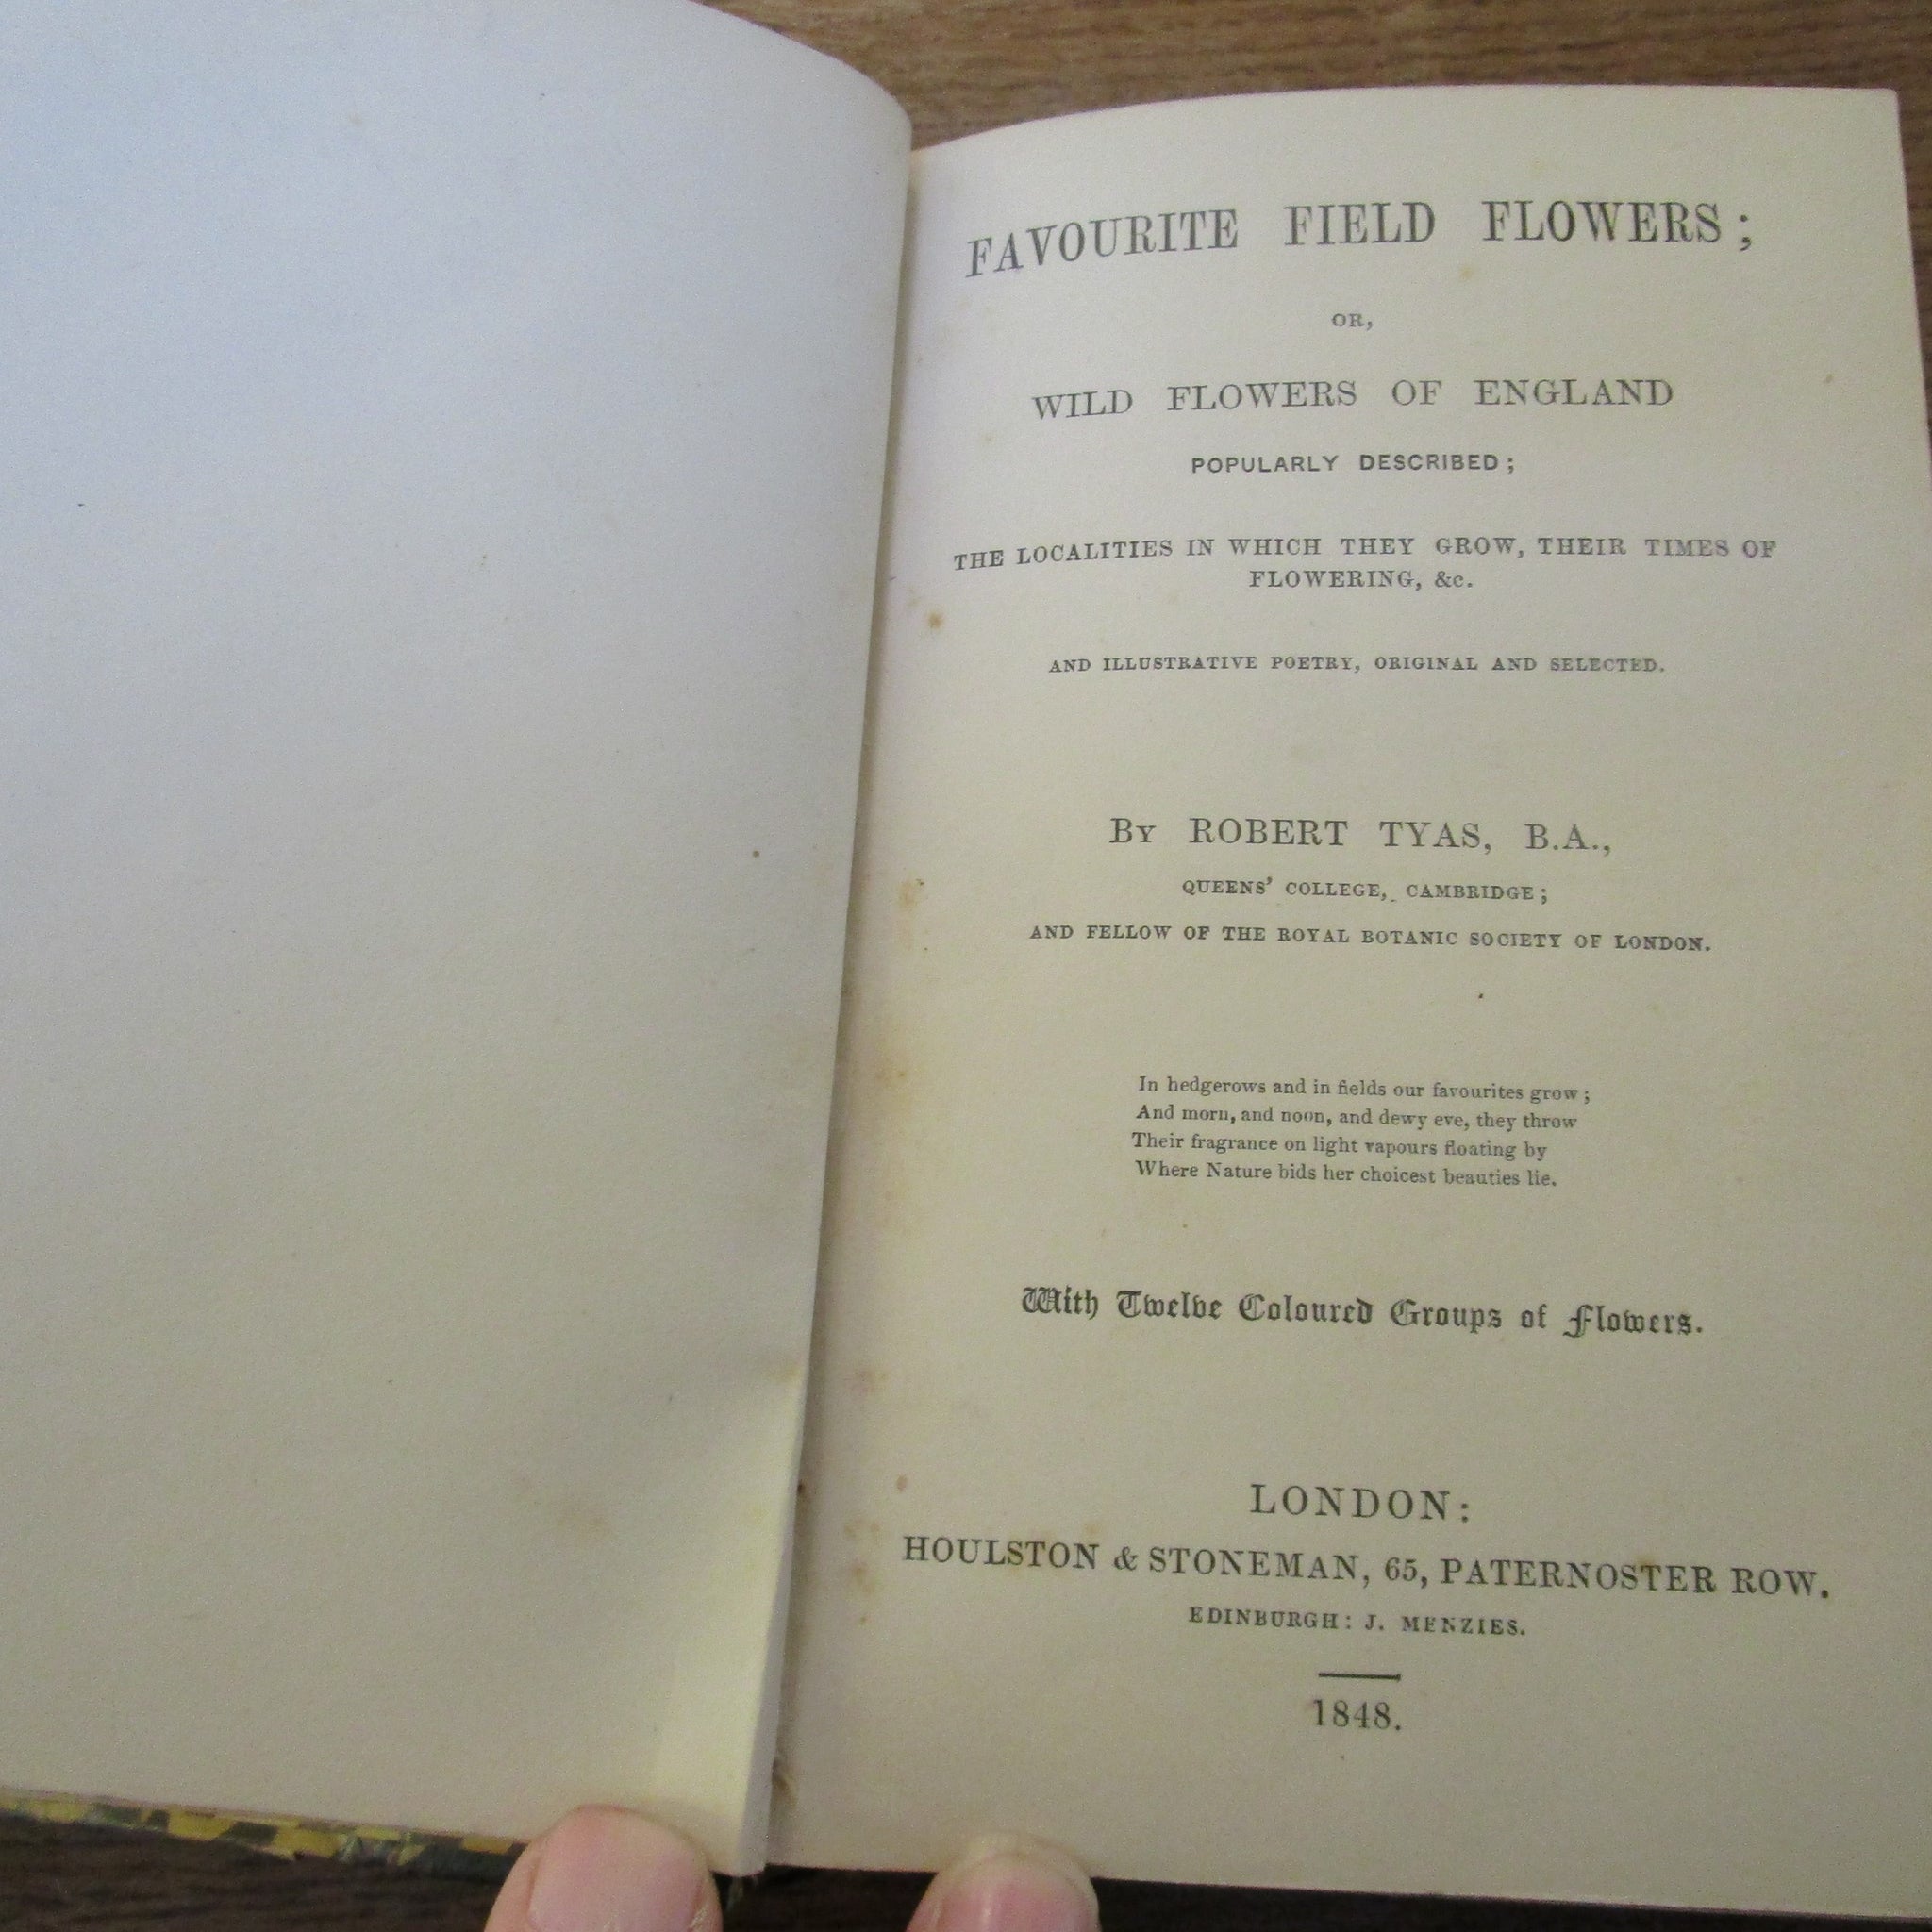 FAVOURITE FIELD FLOWERS;
OR,
WILD FLOWERS OF ENGLAND
POPULARLY DESCRIBED;
THE LOCALITIES IN WHICH THEY GROW, THEIR TIMES OF
FLOWERING, &c.
AND ILLUSTRATIVE POETRY, ORIGINAL AND SELECTED.
By ROBERT TYAS, B.A.,
QUEENS' COLLEGE, CAMBRIDGE;
AND FELLOW OF THE ROYAL BOTANIC SOCIETY OF LONDON.
In hedgerows and in fields our favourites grow;
And morn, and noon, and dewy eve, they throw
Their fragrance on light vapours floating by
Where Nature bids her choicest beauties lie.
With Twelve Coloured Groups of Flowers.
LONDON:
HOULSTON & STONEMAN, 65, PATERNOSTER ROW.
EDINBURGH: J. MENZIES.
1848.